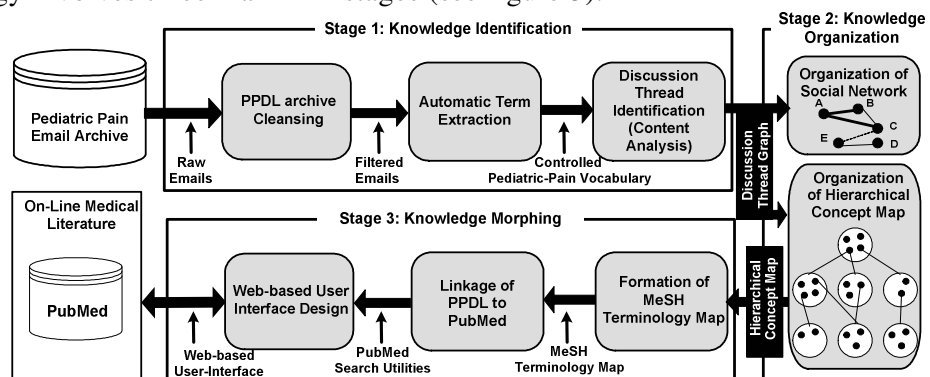 Stage 1: Knowledge Identification
Stage 2: Knowledge
Organization
Pediatric Pain
Email Archive
PPDL archive
Cleansing
Automatic Term
Extraction
Discussion
Thread
Identification
(Content
Analysis)
Raw
Emails
Filtered
Emails
Controlled
Pediatric-Pain Vocabulary
Discussion
Thread Graph
Organization of
Social Network
A
B
C
E
D
Organization
of Hierarchical
Concept Map
Hierarchical
Concept Map
On-Line Medical
Literature
PubMed
Stage 3: Knowledge Morphing
Web-based User
Interface Design
Linkage of
PPDL to
PubMed
Formation of
MeSH
Terminology Map
Web-based
User-Interface
PubMed
Search Utilities
MeSH
Terminology Map